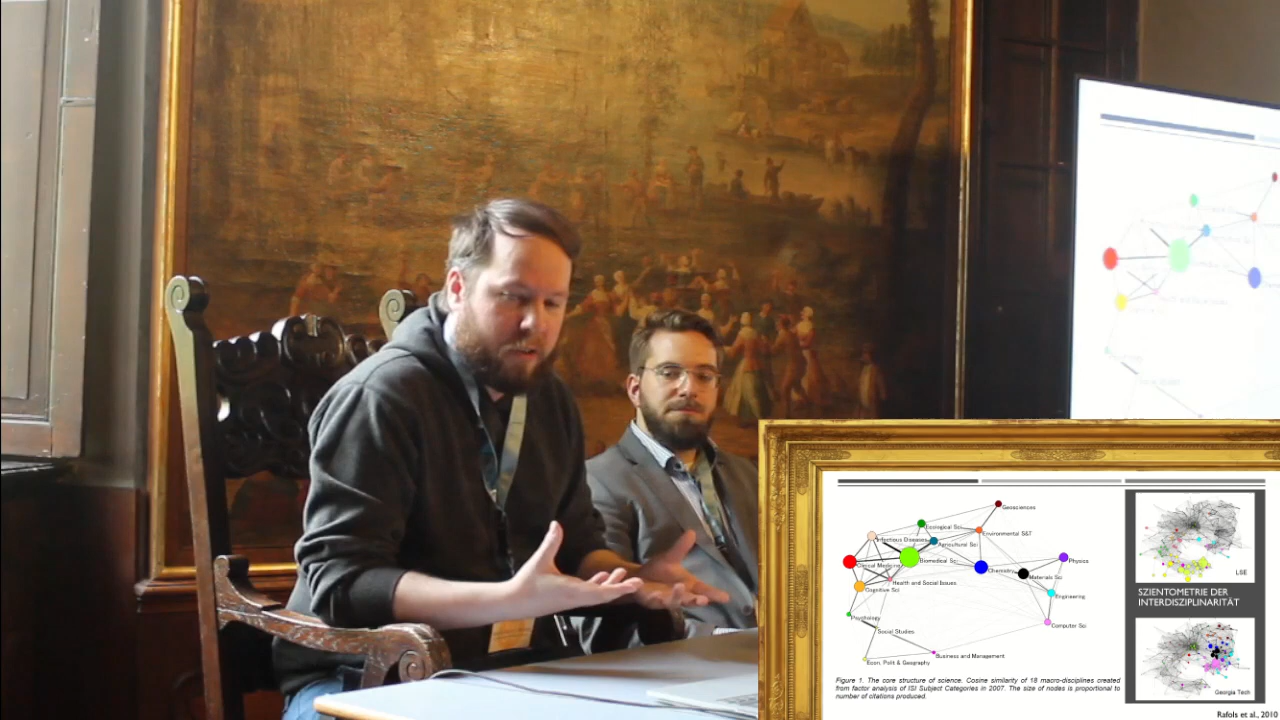 Geosciences
Ecological Sci.
Environmental S&T
Infectious Diseases
Agricultural Sci.
Clinical Medicine
Biomedical Sci.
Physics
Chemistry
Materials Sci.
Health and Social Issues
Cognitive Sci.
Engineering
Psychology
Computer Sci.
Social Studies
Business and Management
Econ. Polit & Geography
Figure 1. The core structure of science. Cosine similarity of 18 macro-disciplines created
from factor analysis of ISI Subject Categories in 2007. The size of nodes is proportional to
number of citations produced.
LSE
SZIENTOMETRIE DER
INTERDISZIPLINARITÄT
Georgia Tech
Rafols et al., 2010